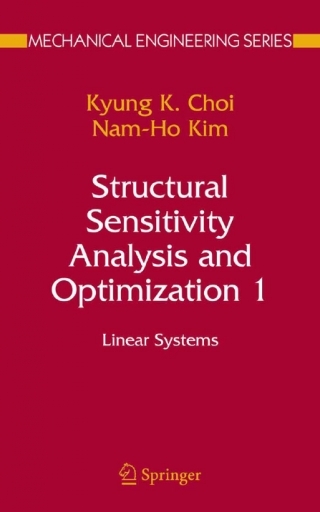 MECHANICAL ENGINEERING SERIES
Kyung K. Choi
Nam-Ho Kim
Structural
Sensitivity
Analysis and
Optimization 1
Linear Systems
Springer